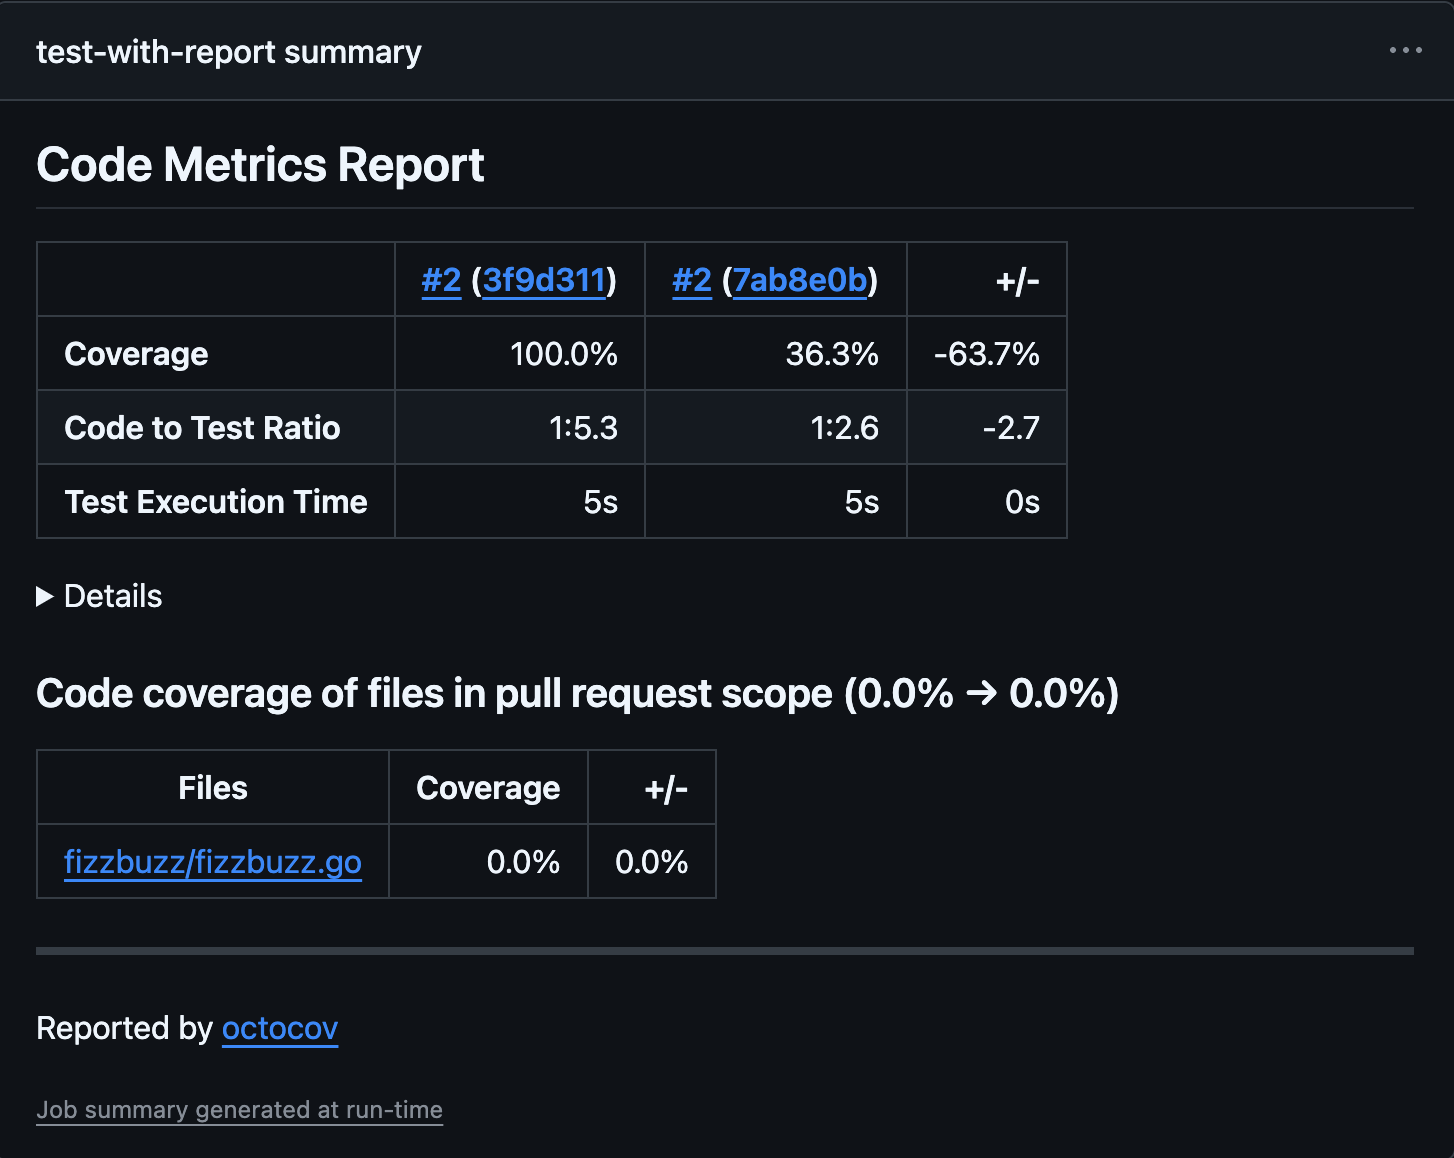 test-with-report summary
Code Metrics Report
#2 (3f9d311) #2 (7ab8e0b) +/-
Coverage 100.0% 36.3% -63.7%
Code to Test Ratio 1:5.3 1:2.6 -2.7
Test Execution Time 5s 5s 0s
Details
Code coverage of files in pull request scope (0.0% → 0.0%)
Files Coverage +/-
fizzbuzz/fizzbuzz.go 0.0% 0.0%
Reported by octocov
Job summary generated at run-time